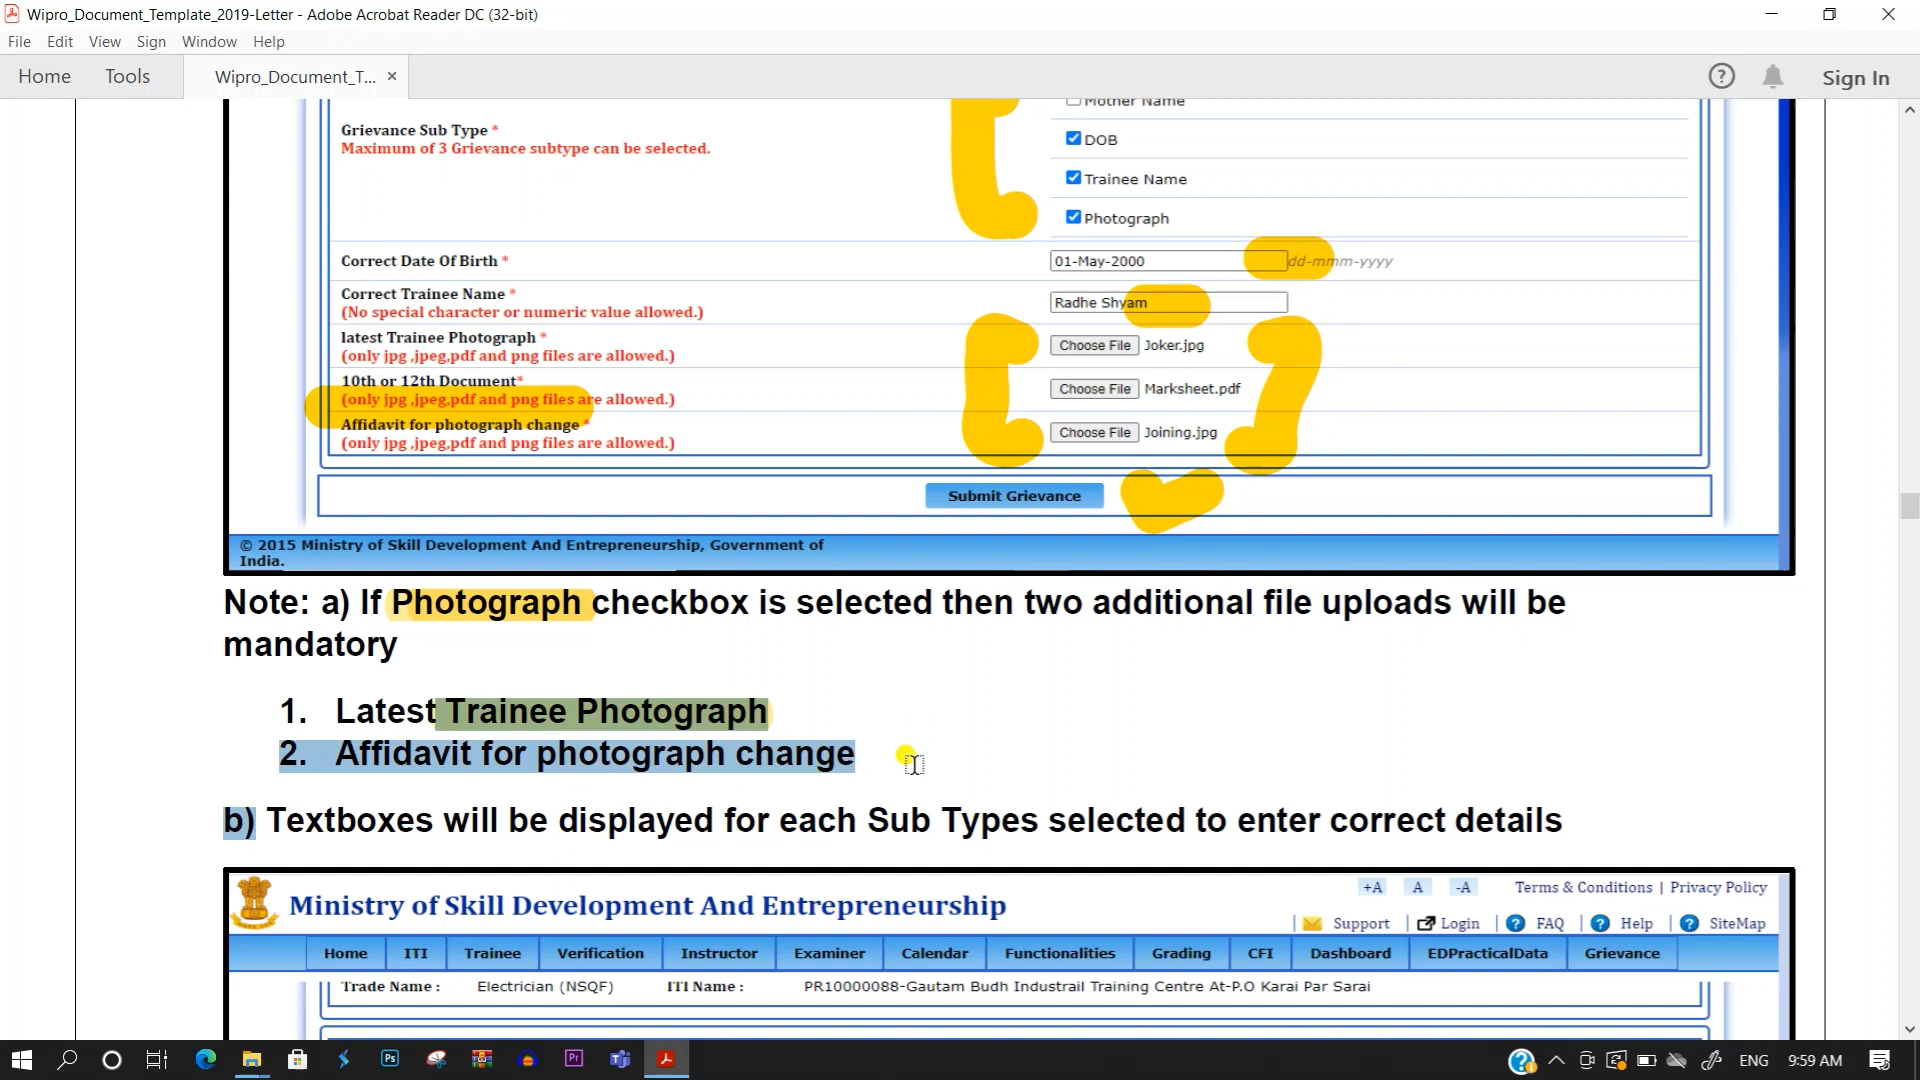 Wipro_Document_Template_2019-Letter - Adobe Acrobat Reader DC (32-bit)
File Edit View Sign Window Help
Home Tools Wipro_Document_T... × Sign In
Mother Name
Grievance Sub Type *
Maximum of 3 Grievance subtype can be selected.
DOB
Trainee Name
Photograph
Correct Date Of Birth * 01-May-2000 dd-mmm-yyyy
Correct Trainee Name * Radhe Shyam
(No special character or numeric value allowed.)
latest Trainee Photograph * Choose File Joker.jpg
(only jpg ,jpeg,pdf and png files are allowed.)
10th or 12th Document* Choose File Marksheet.pdf
(only jpg ,jpeg,pdf and png files are allowed.)
Affidavit for photograph change * Choose File Joining.jpg
(only jpg ,jpeg,pdf and png files are allowed.)
Submit Grievance
© 2015 Ministry of Skill Development And Entrepreneurship, Government of
India.
Note: a) If Photograph checkbox is selected then two additional file uploads will be
mandatory
1. Latest Trainee Photograph
2. Affidavit for photograph change
b) Textboxes will be displayed for each Sub Types selected to enter correct details
+A A -A Terms & Conditions | Privacy Policy
Ministry of Skill Development And Entrepreneurship
| Support | Login | FAQ | Help | SiteMap
Home ITI Trainee Verification Instructor Examiner Calendar Functionalities Grading CFI Dashboard EDPracticalData Grievance
Trade Name : Electrician (NSQF) ITI Name : PR10000088-Gautam Budh Industrail Training Centre At-P.O Karai Par Sarai
Ps Pr ENG 9:59 AM